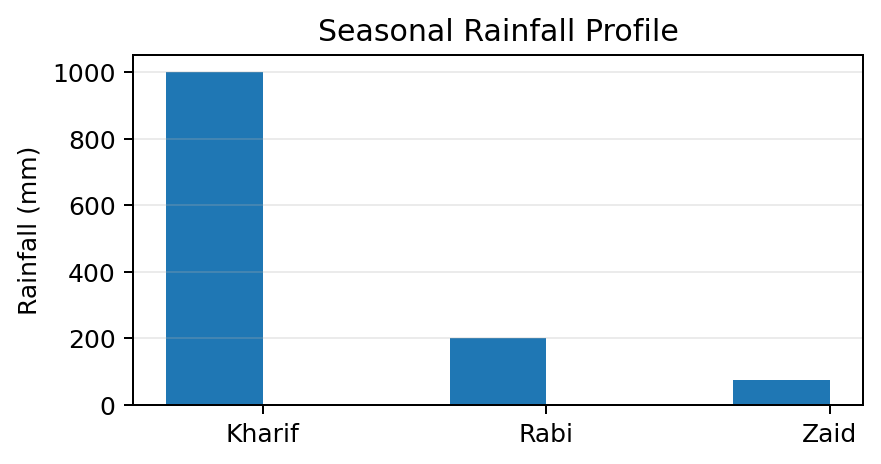 Seasonal Rainfall Profile
Rainfall (mm)
1000
800
600
400
200
0
Kharif
Rabi
Zaid